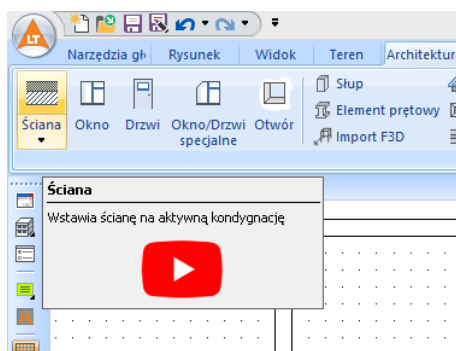 LT
Narzędzia gł Rysunek Widok Teren Architektura
Ściana Okno Drzwi Okno/Drzwi specjalne Otwór
Słup
Element prętowy
Import F3D
Ściana
Wstawia ścianę na aktywną kondygnację